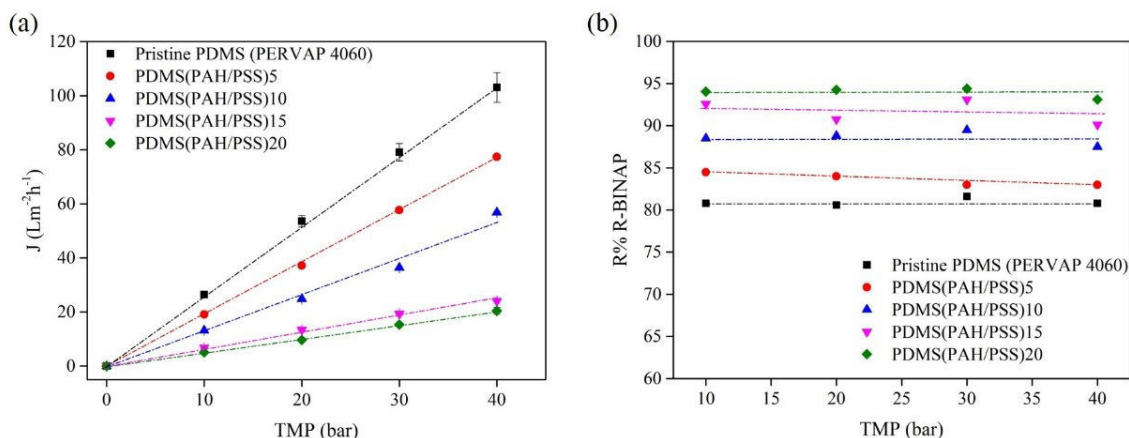 (a)
120
100
80
60
40
20
0
J (Lm⁻²h⁻¹)
Pristine PDMS (PERVAP 4060)
PDMS(PAH/PSS)5
PDMS(PAH/PSS)10
PDMS(PAH/PSS)15
PDMS(PAH/PSS)20
0 10 20 30 40
TMP (bar)
(b)
100
95
90
85
80
75
70
65
60
R% R-BINAP
Pristine PDMS (PERVAP 4060)
PDMS(PAH/PSS)5
PDMS(PAH/PSS)10
PDMS(PAH/PSS)15
PDMS(PAH/PSS)20
10 15 20 25 30 35 40
TMP (bar)